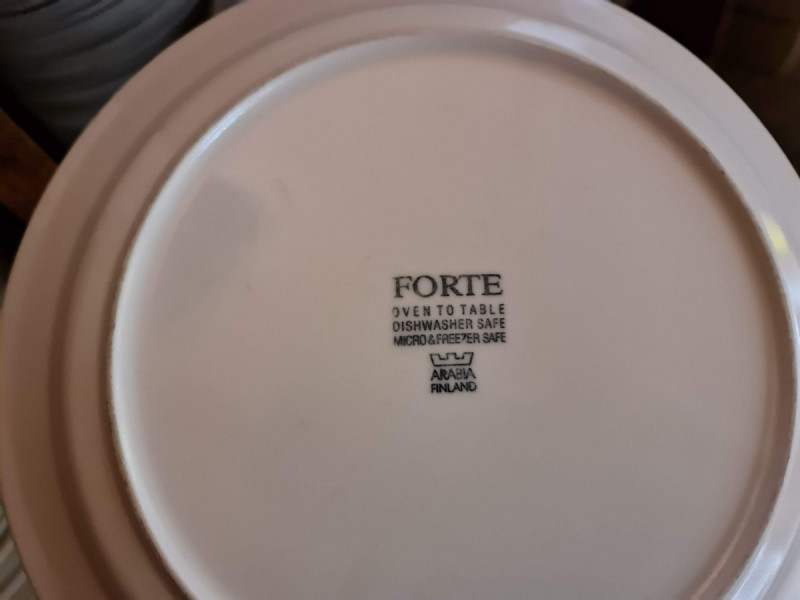 FORTE
OVEN TO TABLE
DISHWASHER SAFE
MICRO & FREEZER SAFE
ARABIA
FINLAND